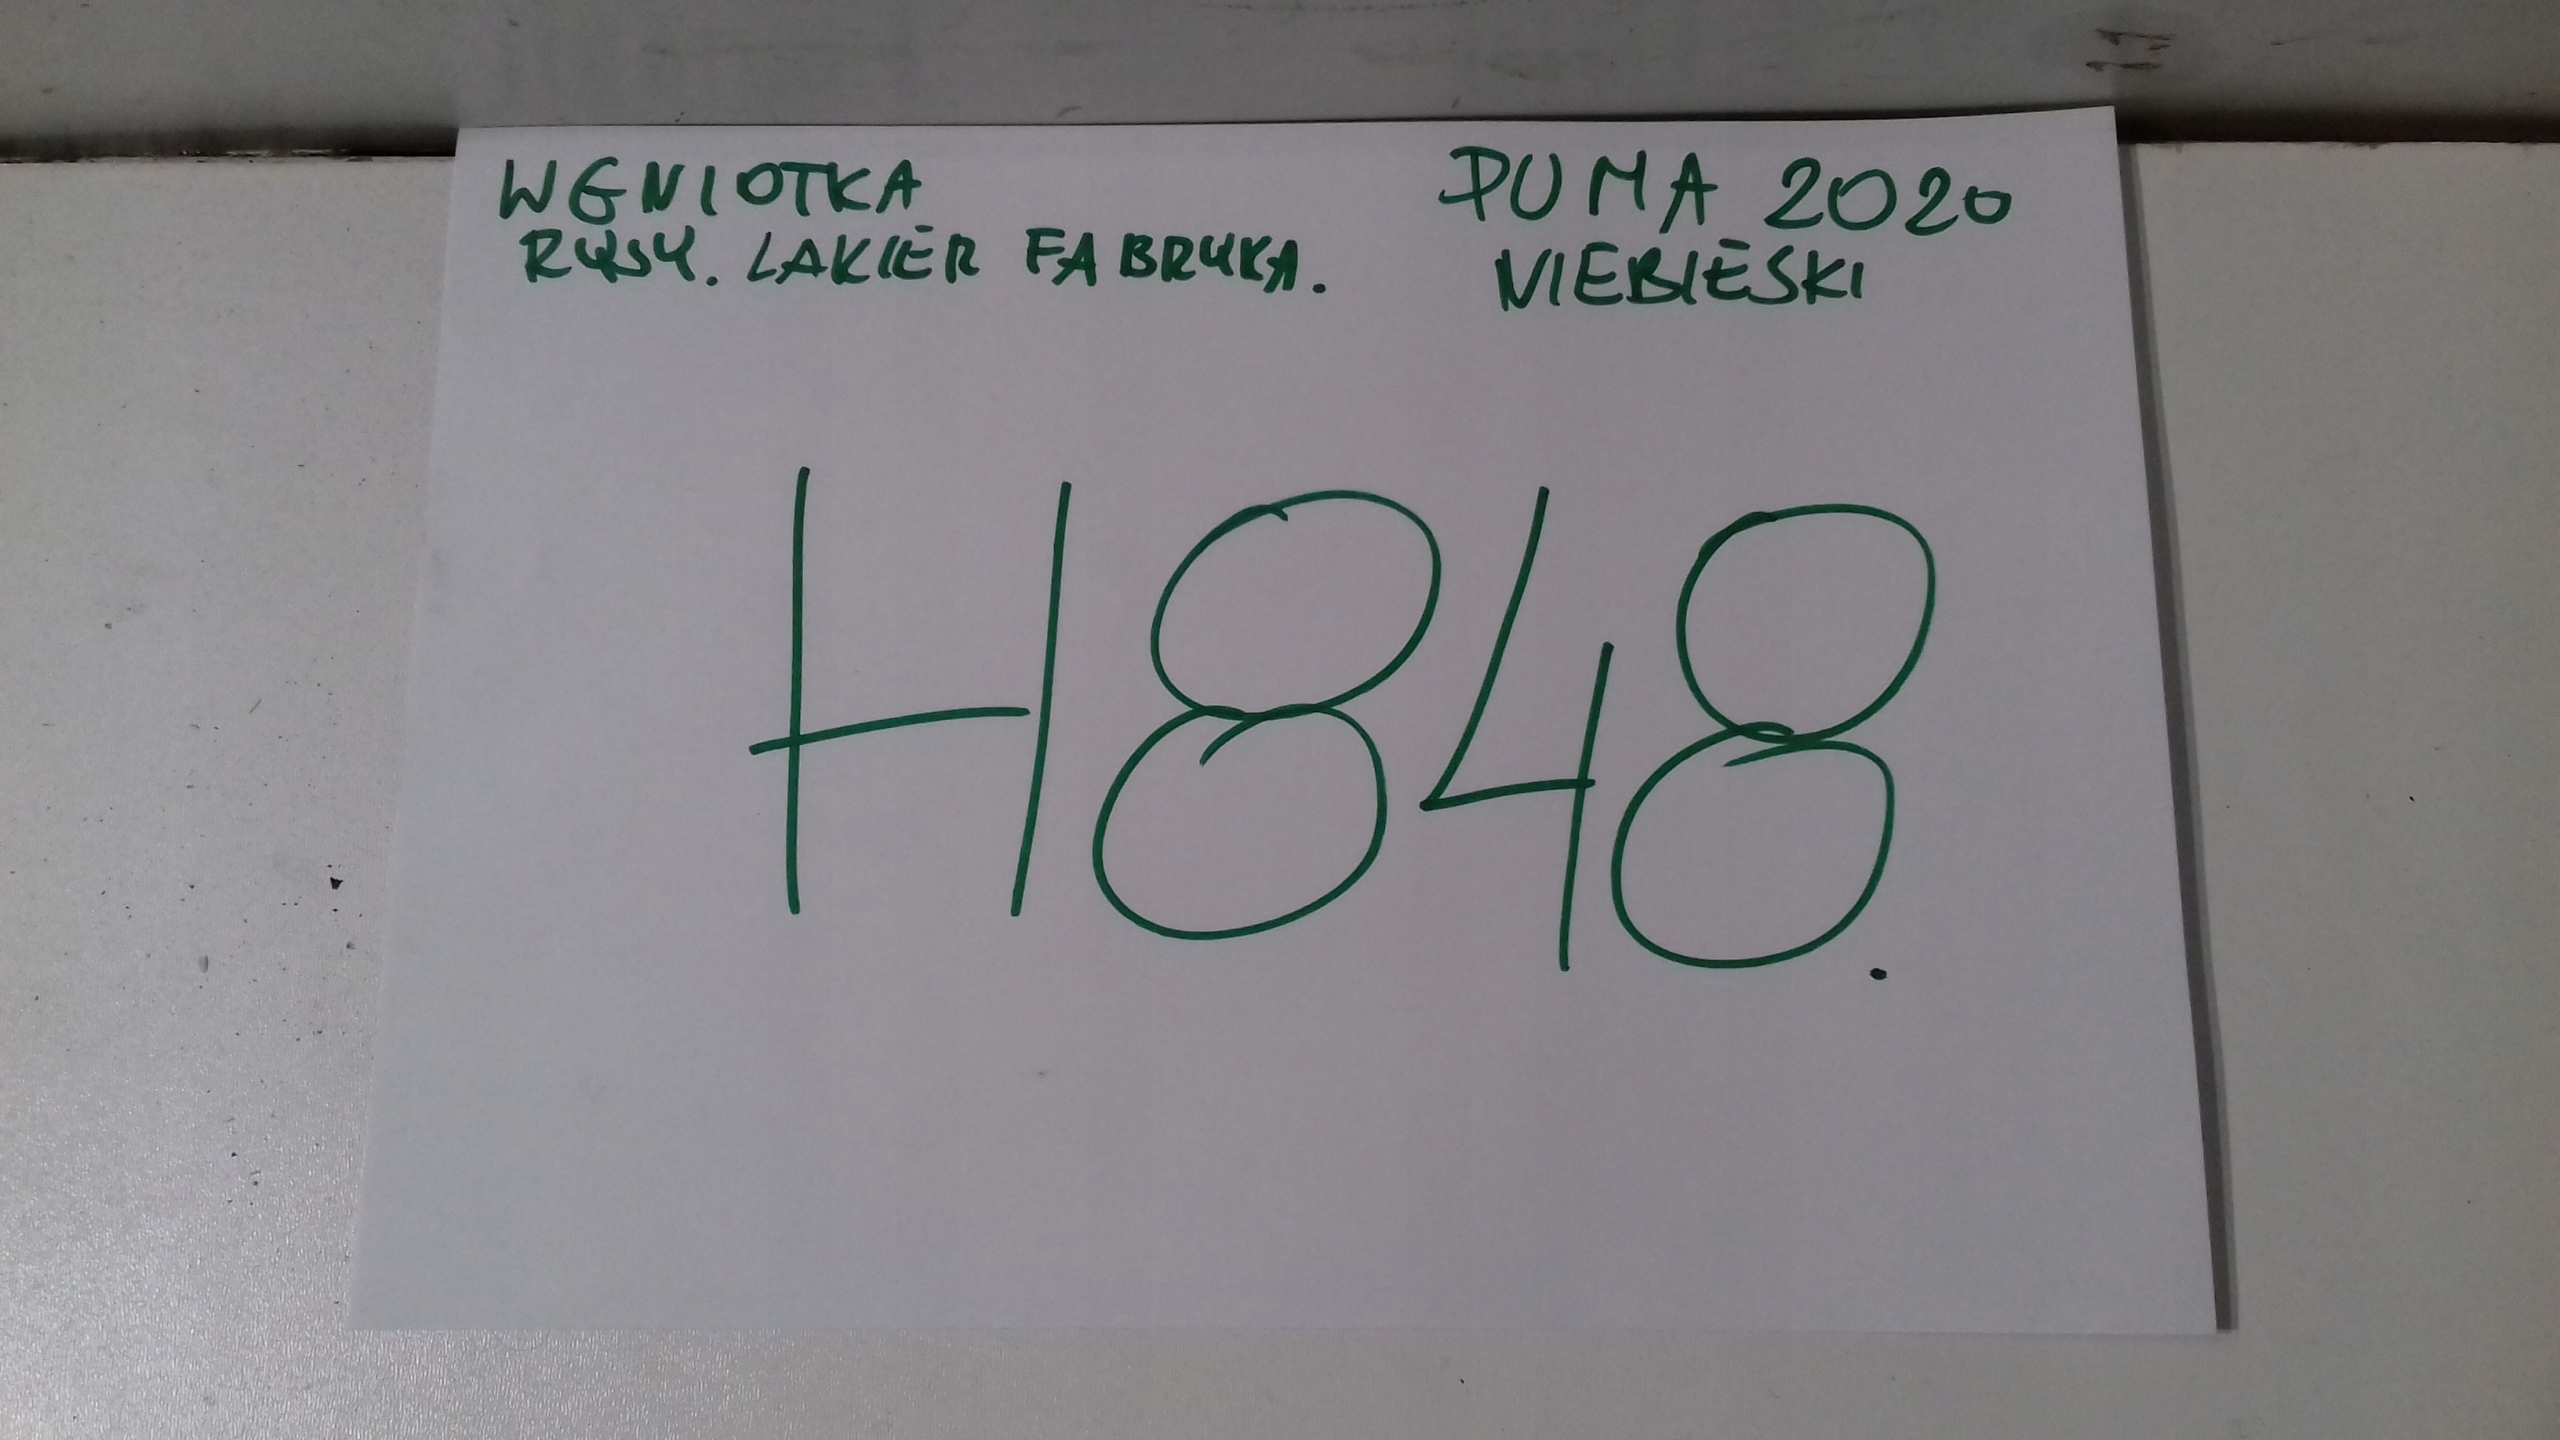 WGNIOTKA
RYSY. LAKIER FABRYKA.
PUMA 2020
NIEBIESKI
H848.